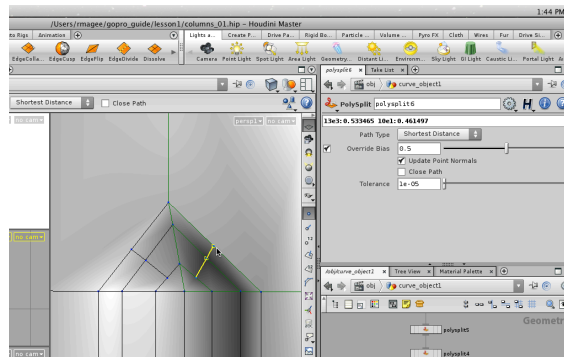 1:44 PM
/Users/rmagee/gopro_guide/lesson1/columns_01.hip - Houdini Master
to Rigs Animation Lights a... Create P... Drive Pa... Rigid Bo... Particle ... Volume ... Pyro FX Cloth Wires Fur Drive Si...
EdgeColla... EdgeCusp EdgeFlip EdgeDivide Dissolve Camera Point Light Spot Light Area Light Geometry... Distant Li... Environm... Sky Light GI Light Caustic Li... Portal Light
polysplit6 × Take List ×
obj curve_object1
Shortest Distance Close Path
PolySplit polysplit6
no cam persp1 no cam
13e3:0.533465 10e1:0.461497
Path Type Shortest Distance
Override Bias 0.5
Update Point Normals
Close Path
Tolerance 1e-05
no cam
/obj/curve_object1 × Tree View × Material Palette ×
obj curve_object1
Geometr
polysplit5
no cam
polysplit4